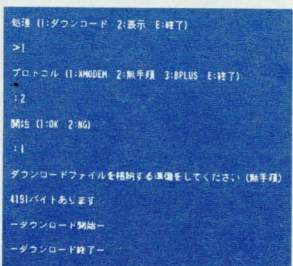 処理 (1:ダウンロード 2:表示 E:終了)
>1
プロトコル (1:XMODEM 2:無手順 3:BPLUS E:終了)
:2
開始 (1:OK 2:NG)
:1
ダウンロードファイルを格納する準備をしてください (無手順)
4191バイトあります
ーダウンロード開始ー
ーダウンロード終了ー